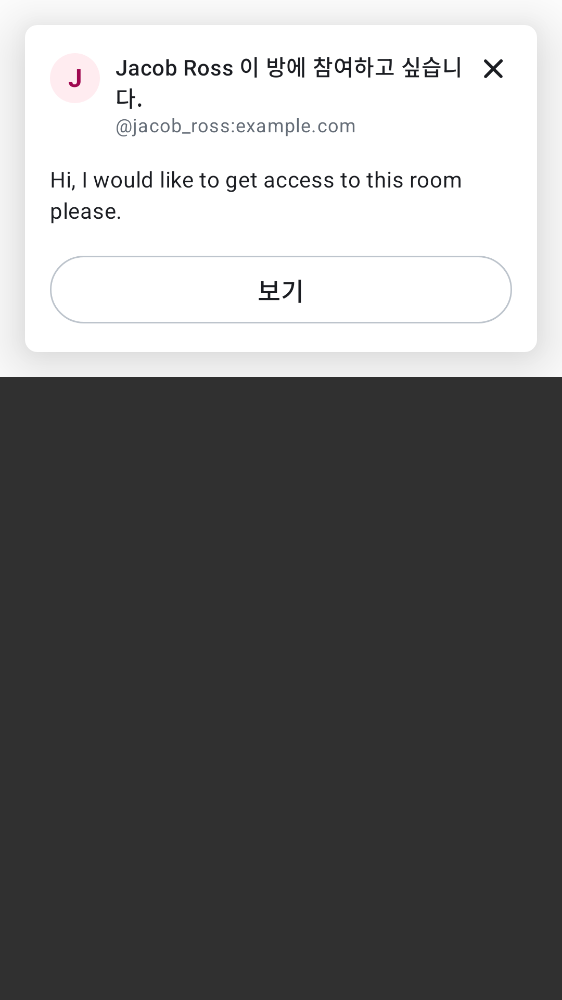 J
Jacob Ross 이 방에 참여하고 싶습니
다.
@jacob_ross:example.com
Hi, I would like to get access to this room
please.
보기